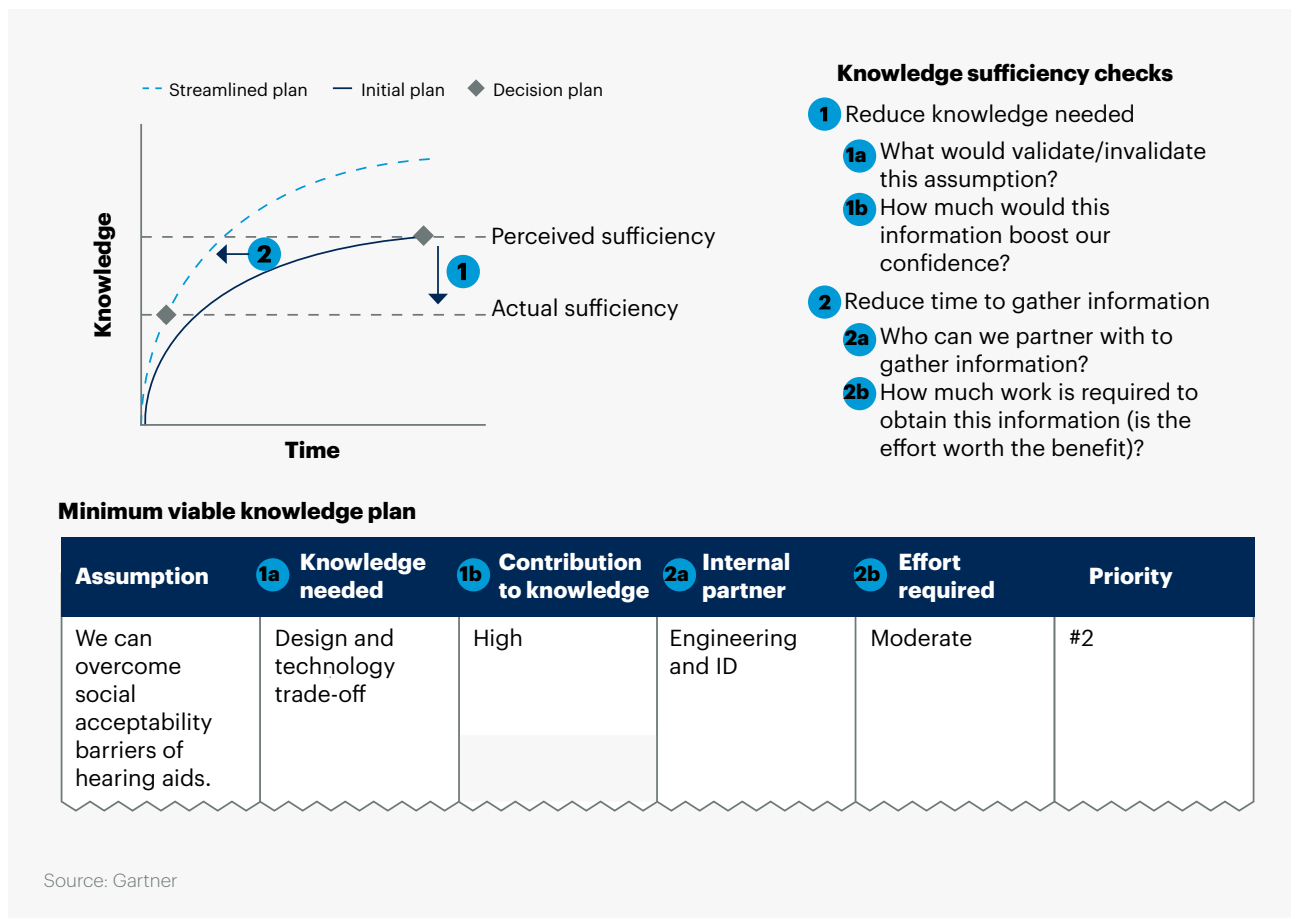 Streamlined plan
Initial plan
Decision plan
Knowledge
Time
Perceived sufficiency
Actual sufficiency
2
1
Knowledge sufficiency checks
1 Reduce knowledge needed
1a What would validate/invalidate
this assumption?
1b How much would this
information boost our
confidence?
2 Reduce time to gather information
2a Who can we partner with to
gather information?
2b How much work is required to
obtain this information (is the
effort worth the benefit)?
Minimum viable knowledge plan
Assumption
1a Knowledge
needed
1b Contribution
to knowledge
2a Internal
partner
2b Effort
required
Priority
We can
overcome
social
acceptability
barriers of
hearing aids.
Design and
technology
trade-off
High
Engineering
and ID
Moderate
#2
Source: Gartner